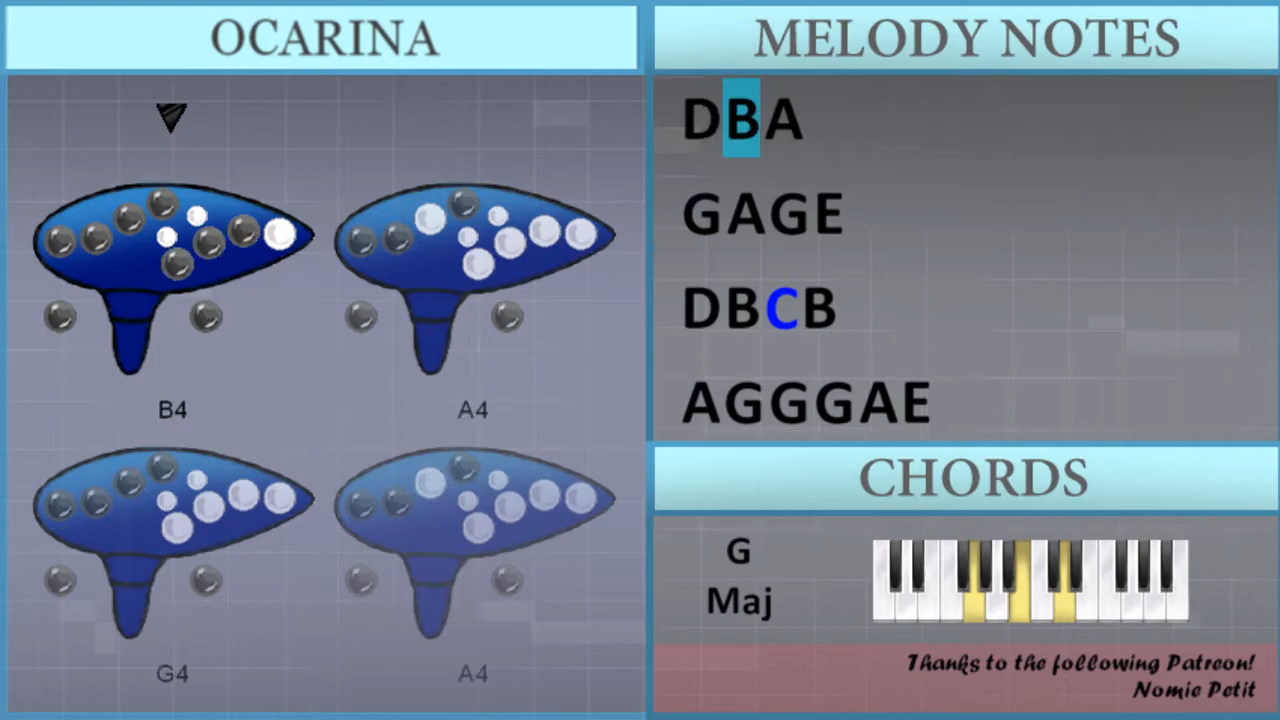 OCARINA
B4
A4
G4
A4
MELODY NOTES
DBA
GAGE
DBCB
AGGGAE
CHORDS
G
Maj
Thanks to the following Patreon!
Nomie Petit